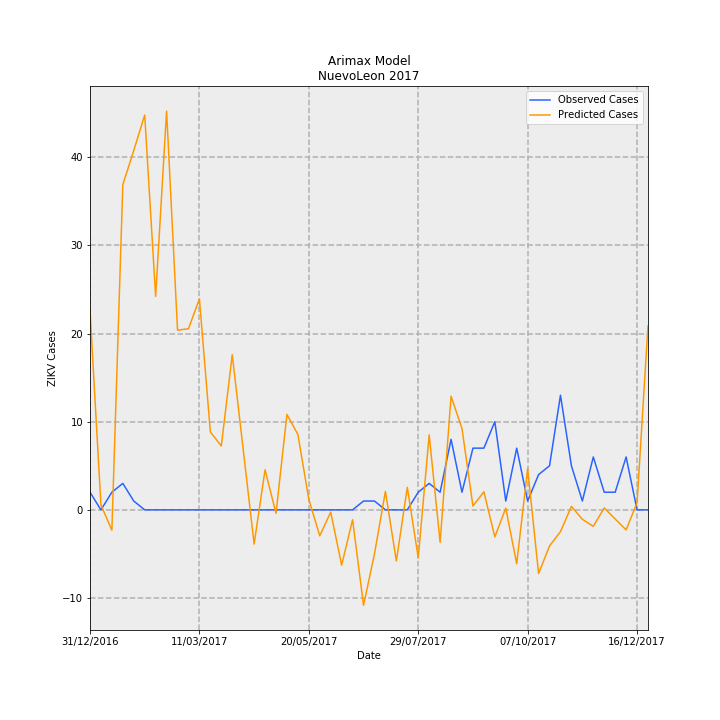 Arimax Model
NuevoLeon 2017
Observed Cases
Predicted Cases
ZIKV Cases
40
30
20
10
0
−10
31/12/2016 11/03/2017 20/05/2017 29/07/2017 07/10/2017 16/12/2017
Date